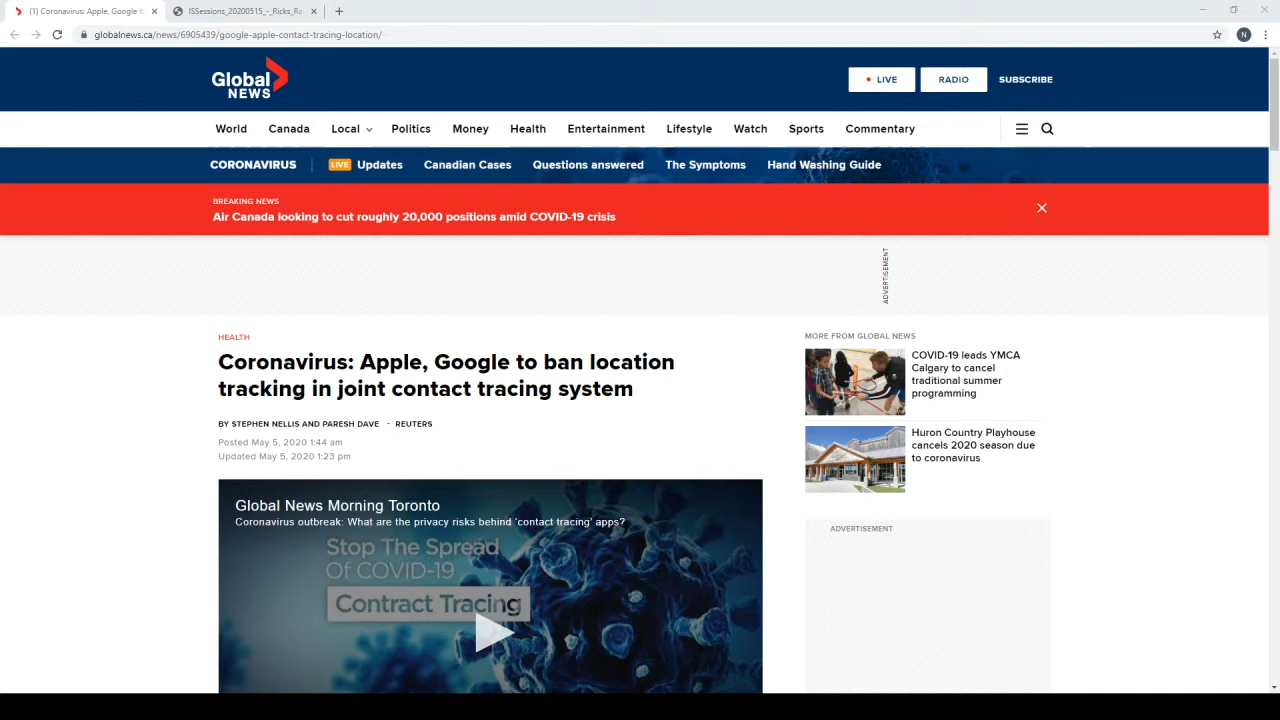 (1) Coronavirus: Apple, Google to
ISSessions_20200515_-_Ricks_Ra
globalnews.ca/news/6905439/google-apple-contact-tracing-location/
N
Global
NEWS
LIVE
RADIO
SUBSCRIBE
World
Canada
Local
Politics
Money
Health
Entertainment
Lifestyle
Watch
Sports
Commentary
CORONAVIRUS
LIVE Updates
Canadian Cases
Questions answered
The Symptoms
Hand Washing Guide
BREAKING NEWS
Air Canada looking to cut roughly 20,000 positions amid COVID-19 crisis
ADVERTISEMENT
HEALTH
Coronavirus: Apple, Google to ban location
tracking in joint contact tracing system
BY STEPHEN NELLIS AND PARESH DAVE · REUTERS
Posted May 5, 2020 1:44 am
Updated May 5, 2020 1:23 pm
Global News Morning Toronto
Coronavirus outbreak: What are the privacy risks behind 'contact tracing' apps?
Stop The Spread
Of COVID-19
Contract Tracing
MORE FROM GLOBAL NEWS
COVID-19 leads YMCA
Calgary to cancel
traditional summer
programming
Huron Country Playhouse
cancels 2020 season due
to coronavirus
ADVERTISEMENT